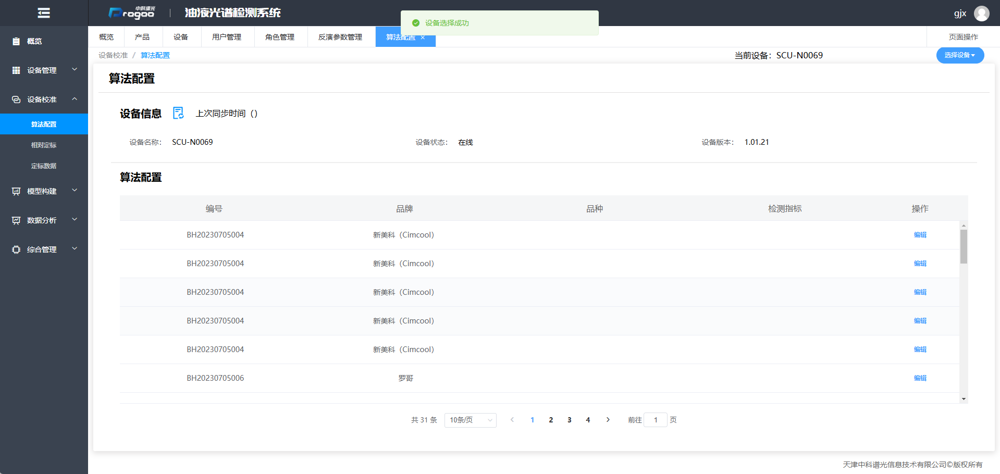 中科谱光
Pragoo
油液光谱检测系统
设备选择成功
gjx
概览
产品
设备
用户管理
角色管理
反演参数管理
算法配置
页面操作
设备校准 / 算法配置
当前设备：SCU-N0069
选择设备
概览
设备管理
设备校准
算法配置
相对定标
定标数据
模型构建
数据分析
综合管理
算法配置
设备信息
上次同步时间（）
设备名称： SCU-N0069
设备状态： 在线
设备版本： 1.01.21
算法配置
编号 品牌 品种 检测指标 操作
BH20230705004 新美科（Cimcool） 编辑
BH20230705004 新美科（Cimcool） 编辑
BH20230705004 新美科（Cimcool） 编辑
BH20230705004 新美科（Cimcool） 编辑
BH20230705004 新美科（Cimcool） 编辑
BH20230705006 罗哥 编辑
共 31 条 10条/页 1 2 3 4 前往 1 页
天津中科谱光信息技术有限公司©版权所有